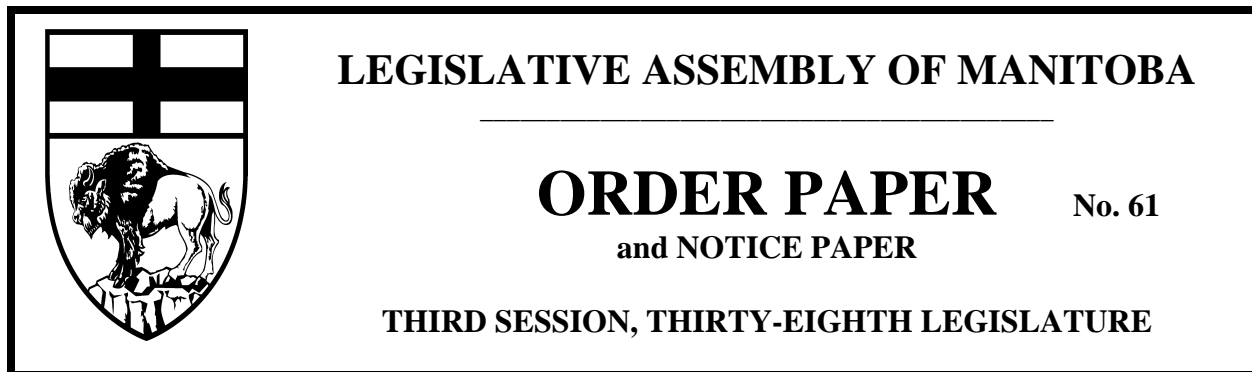 LEGISLATIVE ASSEMBLY OF MANITOBA
ORDER PAPER No. 61
and NOTICE PAPER
THIRD SESSION, THIRTY-EIGHTH LEGISLATURE